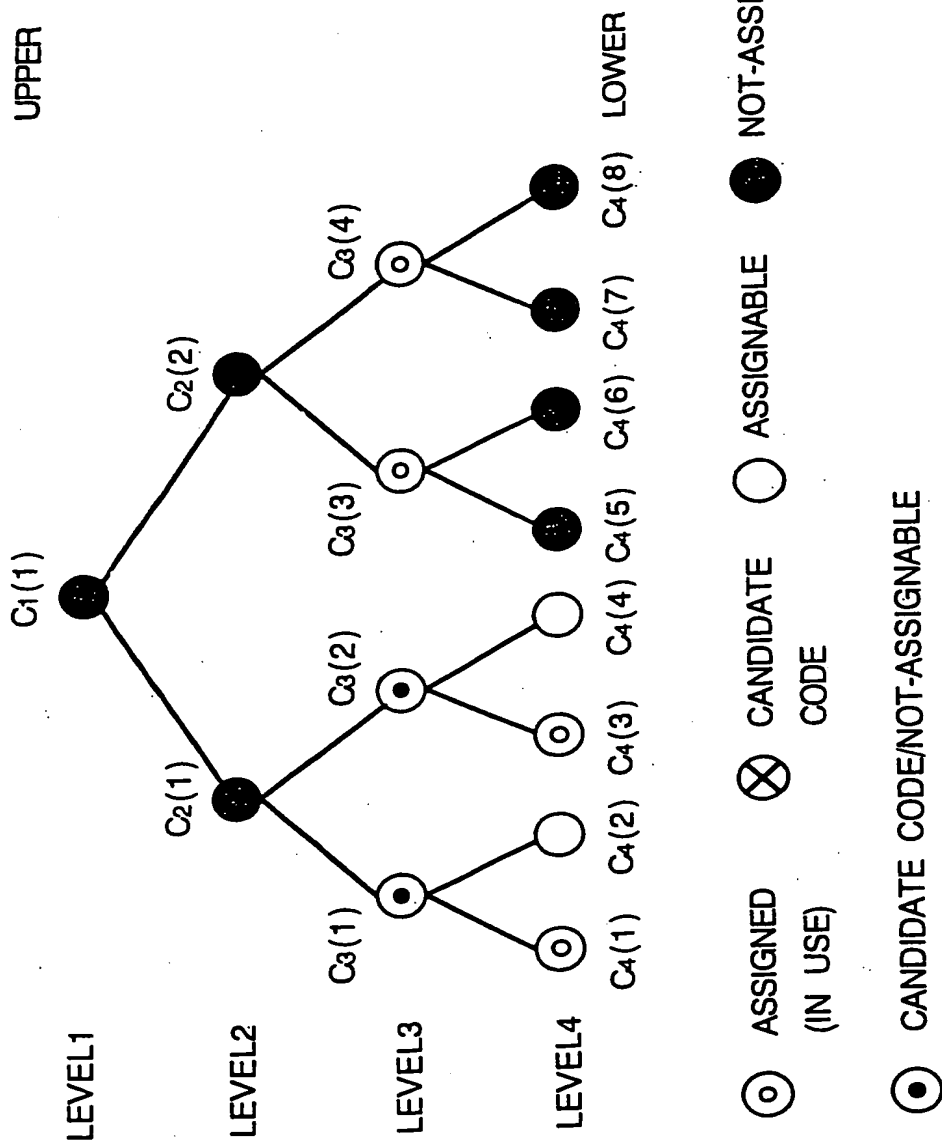 UPPER
C1(1)
LEVEL1
C2(1)
C2(2)
LEVEL2
C3(1)
C3(2)
C3(3)
C3(4)
LEVEL3
LEVEL4
C4(1)
C4(2)
C4(3)
C4(4)
C4(5)
C4(6)
C4(7)
C4(8)
LOWER
ASSIGNED
(IN USE)
CANDIDATE
CODE
ASSIGNABLE
CANDIDATE CODE/NOT-ASSIGNABLE